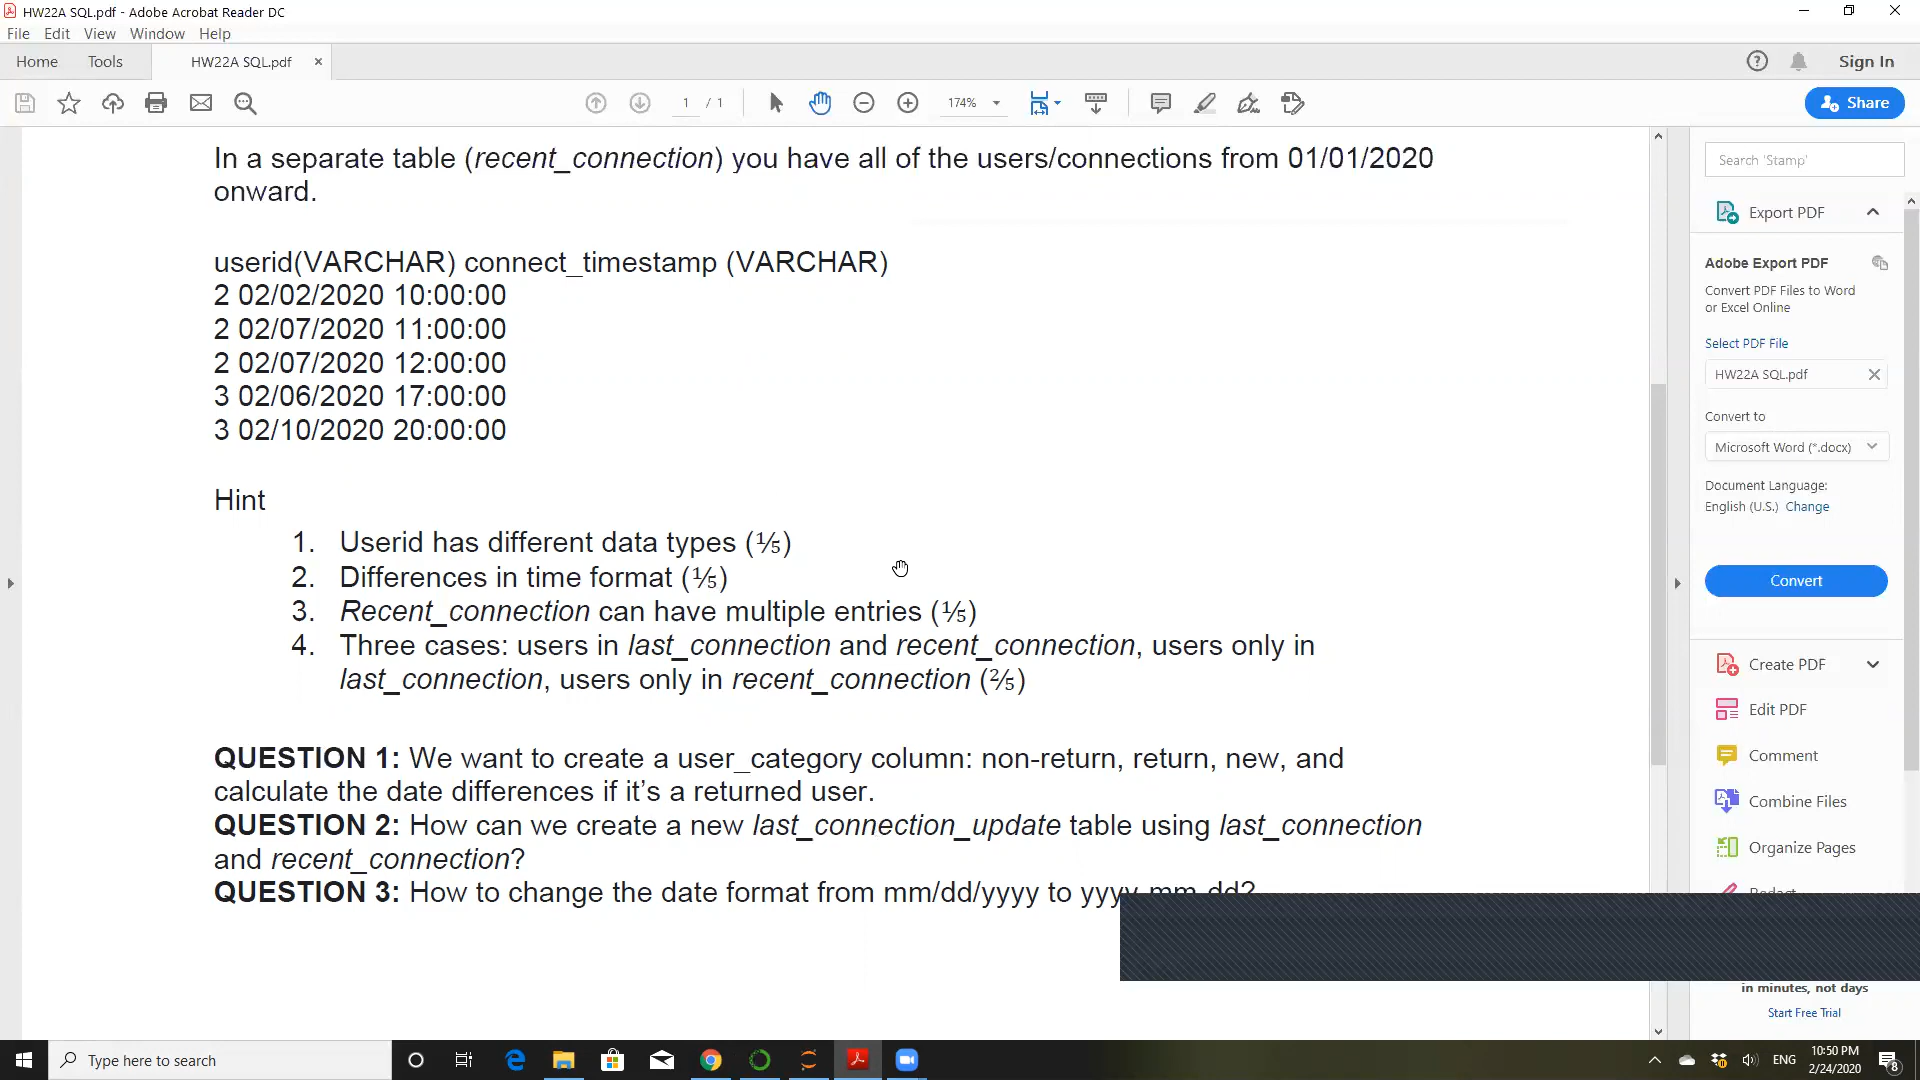 HW22A SQL.pdf - Adobe Acrobat Reader DC
File Edit View Window Help
Home Tools HW22A SQL.pdf × Sign In
1 / 1 174% Share
In a separate table (recent_connection) you have all of the users/connections from 01/01/2020
onward.
userid(VARCHAR) connect_timestamp (VARCHAR)
2 02/02/2020 10:00:00
2 02/07/2020 11:00:00
2 02/07/2020 12:00:00
3 02/06/2020 17:00:00
3 02/10/2020 20:00:00
Hint
1. Userid has different data types (⅕)
2. Differences in time format (⅕)
3. Recent_connection can have multiple entries (⅕)
4. Three cases: users in last_connection and recent_connection, users only in
last_connection, users only in recent_connection (⅖)
QUESTION 1: We want to create a user_category column: non-return, return, new, and
calculate the date differences if it’s a returned user.
QUESTION 2: How can we create a new last_connection_update table using last_connection
and recent_connection?
QUESTION 3: How to change the date format from mm/dd/yyyy to yyyy-mm-dd?
Search 'Stamp'
Export PDF
Adobe Export PDF
Convert PDF Files to Word
or Excel Online
Select PDF File
HW22A SQL.pdf
Convert to
Microsoft Word (*.docx)
Document Language:
English (U.S.) Change
Convert
Create PDF
Edit PDF
Comment
Combine Files
Organize Pages
Redact
in minutes, not days
Start Free Trial
Type here to search
ENG
10:50 PM
2/24/2020
8